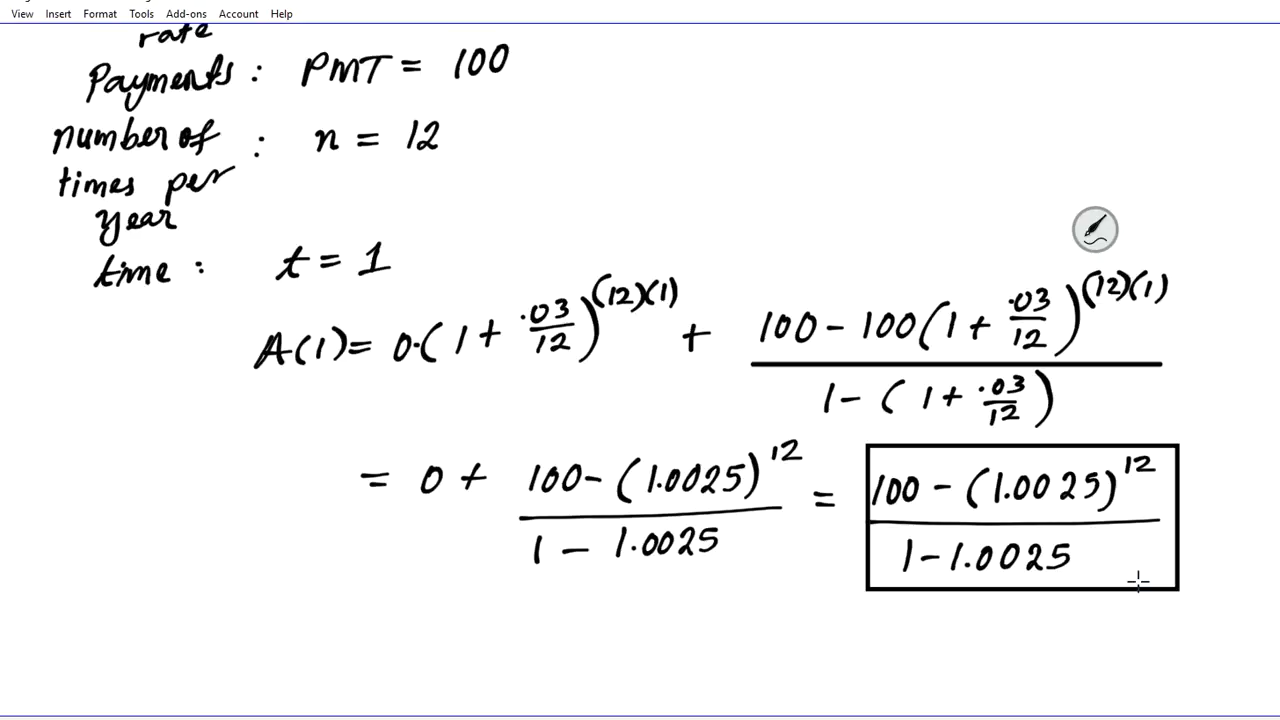 View Insert Format Tools Add-ons Account Help
rate
Payments : PMT = 100
number of : n = 12
times per
year
time : t = 1
A(1) = 0·(1 + .03/12)^(12)(1) + (100 - 100(1 + .03/12)^(12)(1))/(1 - (1 + .03/12))
= 0 + (100 - (1.0025)^12)/(1 - 1.0025) = (100 - (1.0025)^12)/(1 - 1.0025)